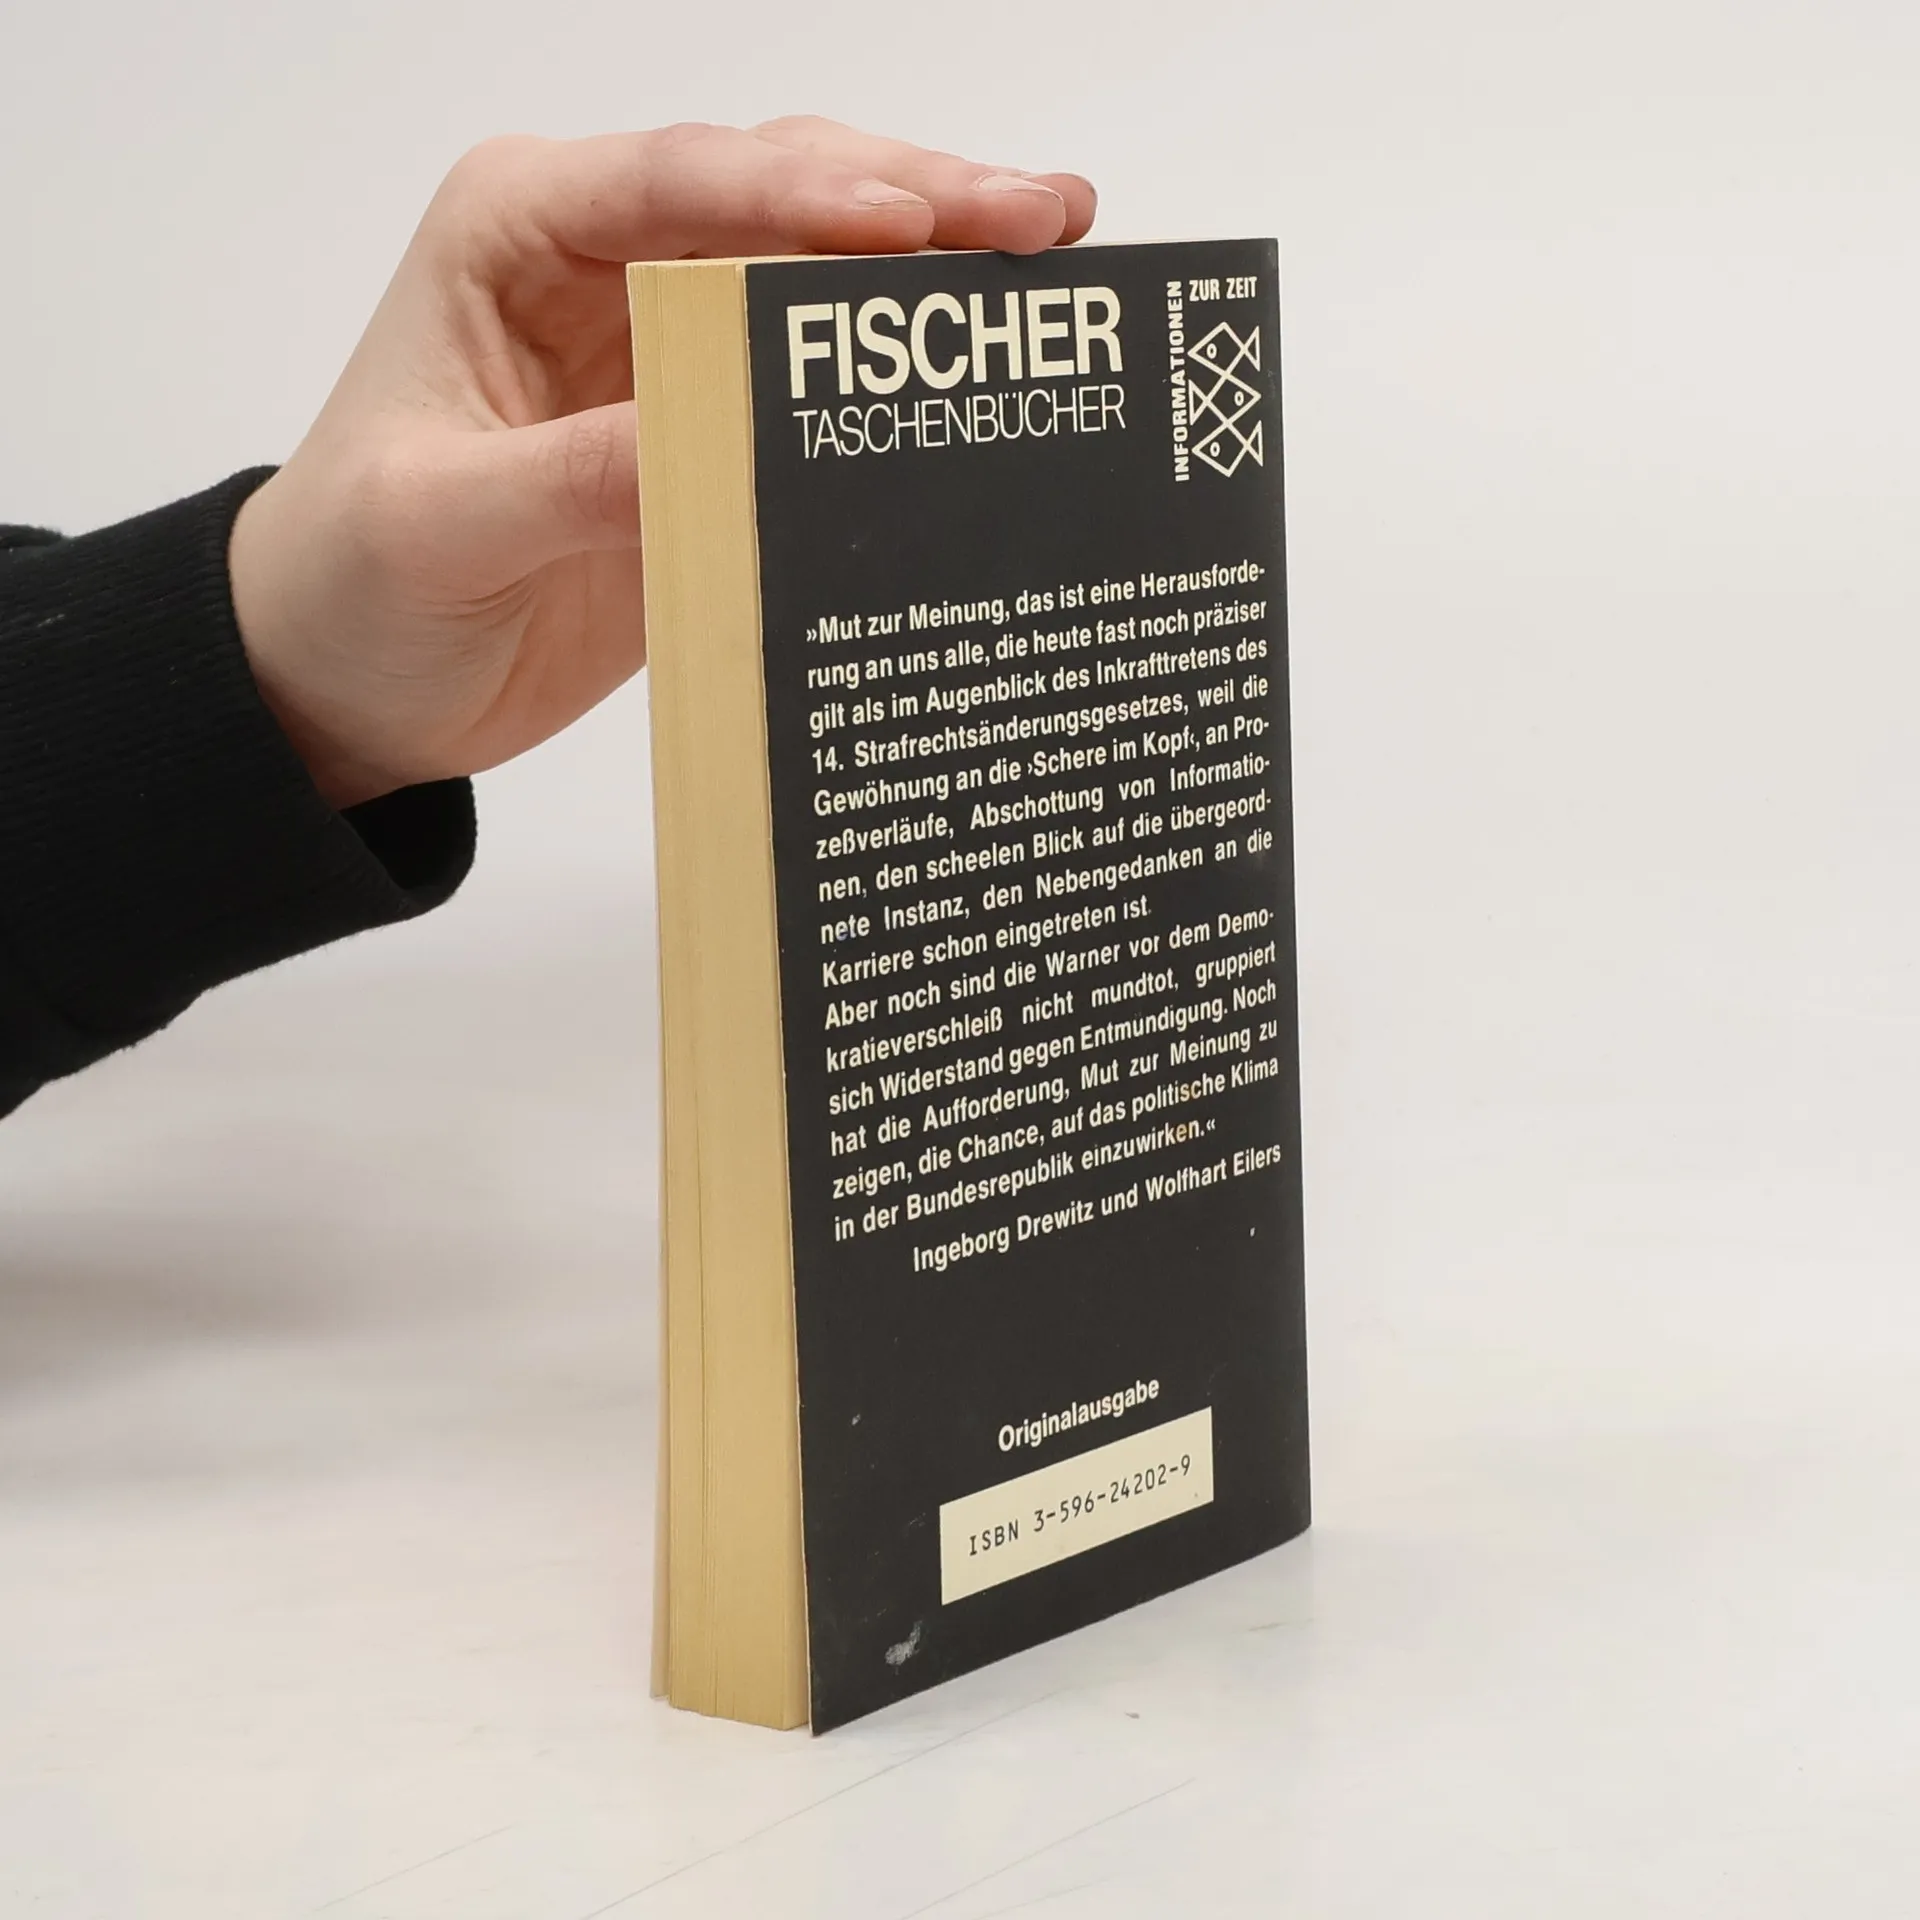 FISCHER
TASCHENBÜCHER
INFORMATIONEN
ZUR ZEIT
»Mut zur Meinung, das ist eine Herausforde-
rung an uns alle, die heute fast noch präziser
gilt als im Augenblick des Inkrafttretens des
14. Strafrechtsänderungsgesetzes, weil die
Gewöhnung an die ›Schere im Kopf‹, an Pro-
zeßverläufe, Abschottung von Informatio-
nen, den scheelen Blick auf die übergeord-
nete Instanz, den Nebengedanken an die
Karriere schon eingetreten ist.
Aber noch sind die Warner vor dem Demo-
kratieverschleiß nicht mundtot, gruppiert
sich Widerstand gegen Entmündigung. Noch
hat die Aufforderung, Mut zur Meinung zu
zeigen, die Chance, auf das politische Klima
in der Bundesrepublik einzuwirken.«
Ingeborg Drewitz und Wolfhart Eilers
Originalausgabe
ISBN 3-596-24202-9